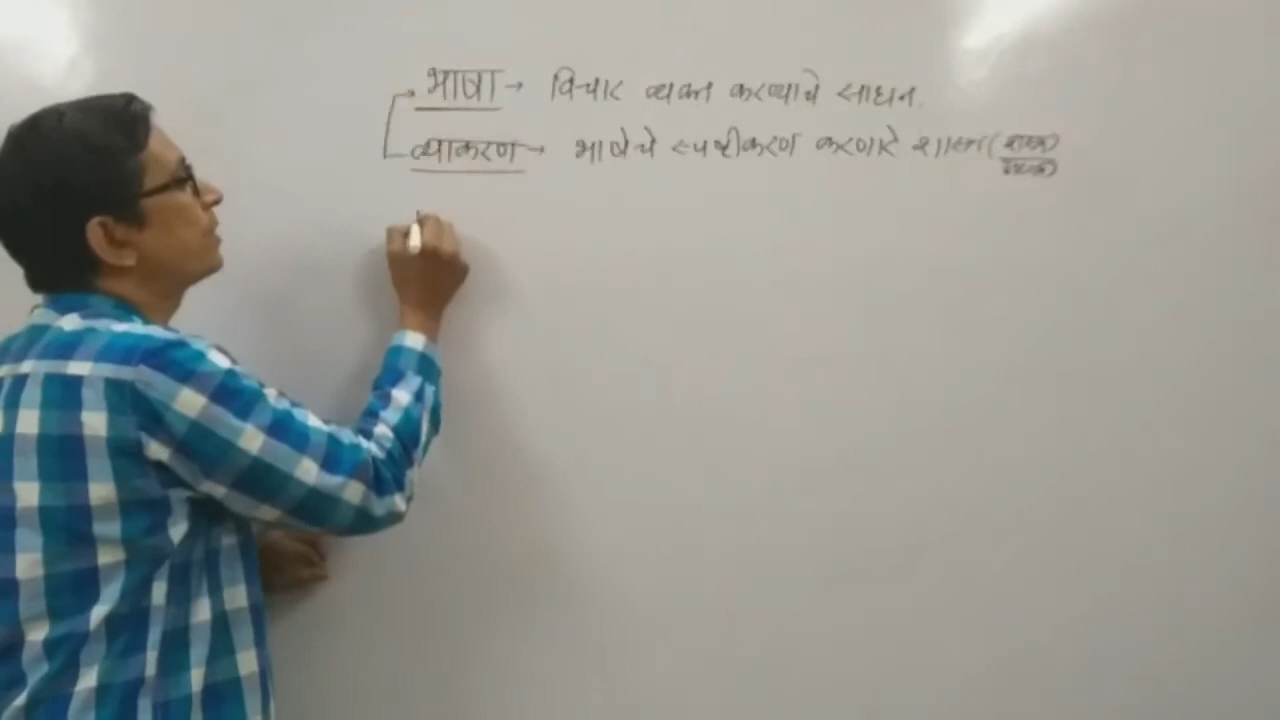 भाषा → विचार व्यक्त करण्याचे साधन.
व्याकरण → भाषेचे स्पष्टीकरण करणारे शास्त्र